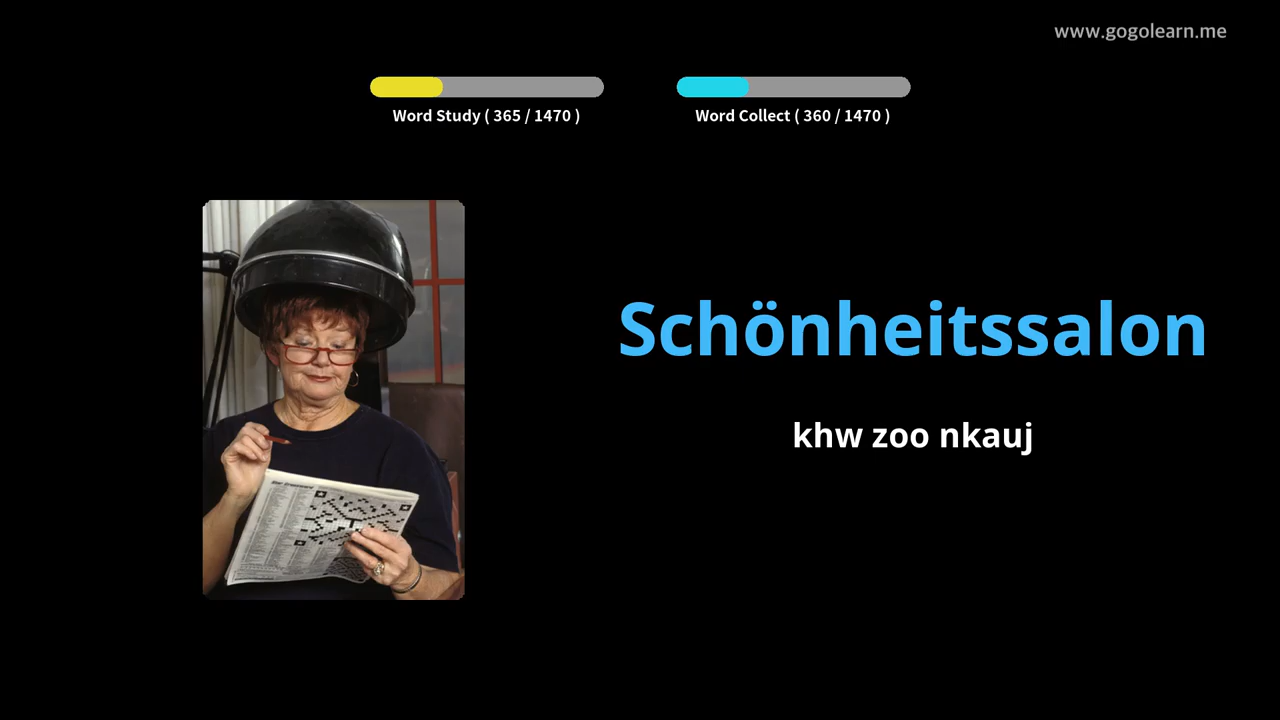 www.gogolearn.me
Word Study ( 365 / 1470 )
Word Collect ( 360 / 1470 )
Schönheitssalon
khw zoo nkauj